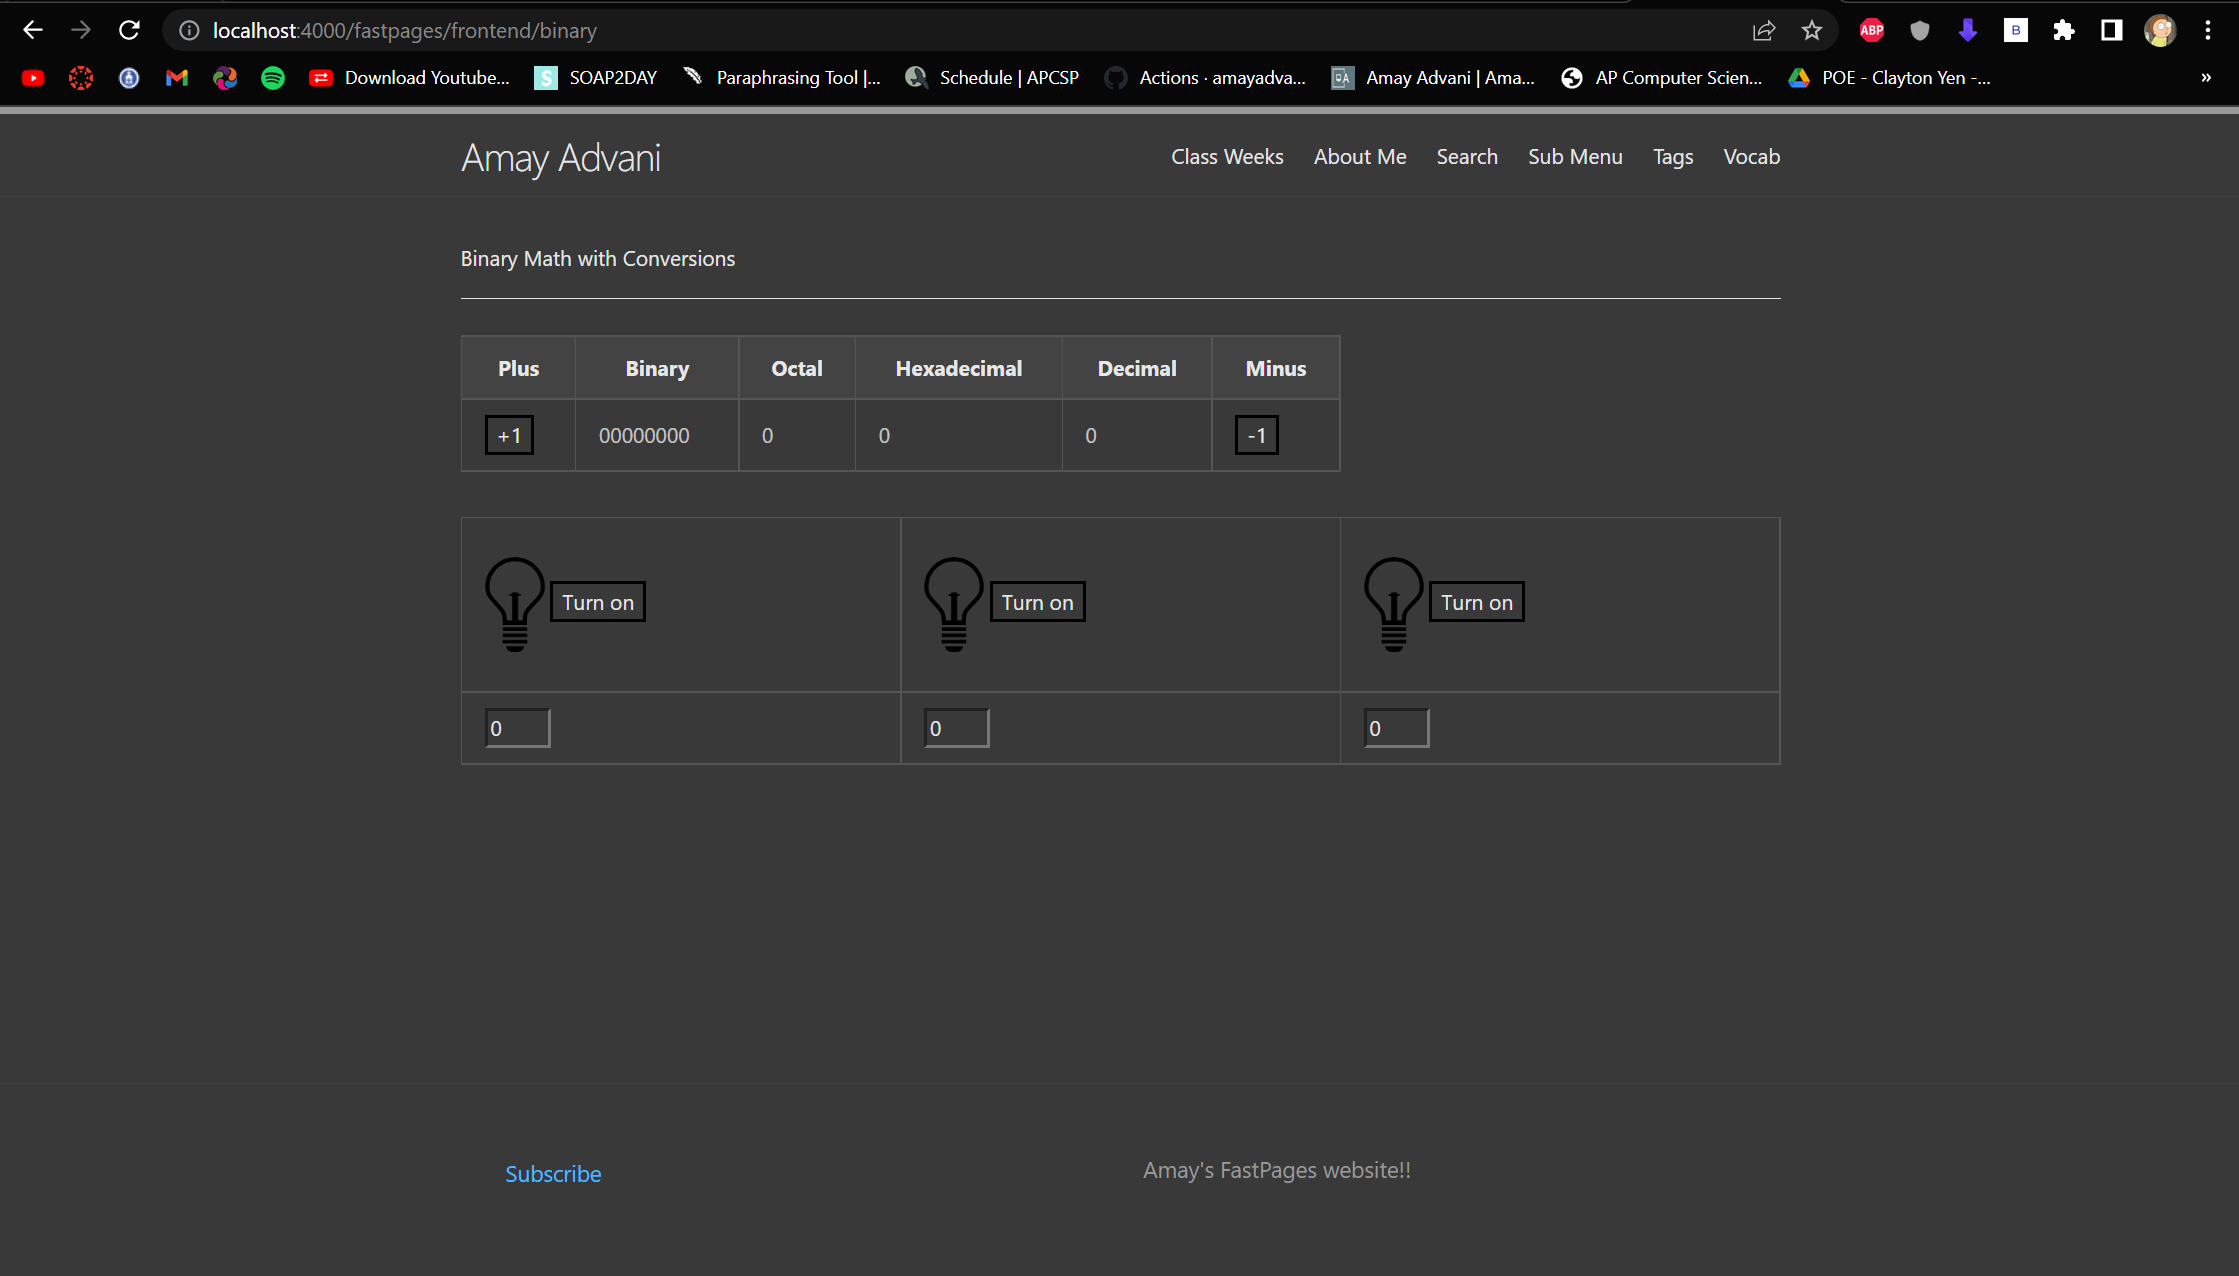 localhost:4000/fastpages/frontend/binary
ABP
B
Download Youtube... S SOAP2DAY Paraphrasing Tool |... Schedule | APCSP Actions · amayadva... Amay Advani | Ama... AP Computer Scien... POE - Clayton Yen -... »
Amay Advani Class Weeks About Me Search Sub Menu Tags Vocab
Binary Math with Conversions
Plus Binary Octal Hexadecimal Decimal Minus
+1 00000000 0 0 0 -1
Turn on Turn on Turn on
0 0 0
Subscribe Amay's FastPages website!!